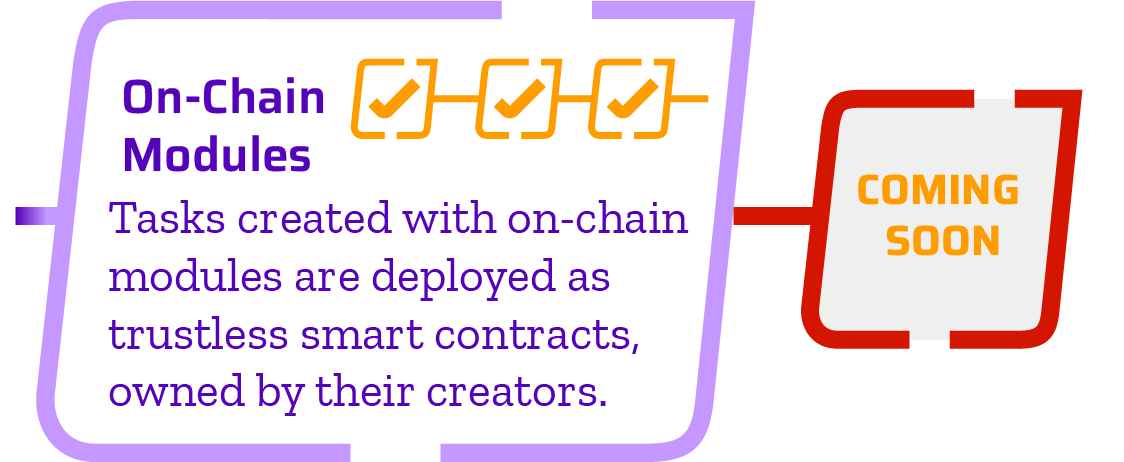 On-Chain
Modules
Tasks created with on-chain
modules are deployed as
trustless smart contracts,
owned by their creators.
COMING
SOON